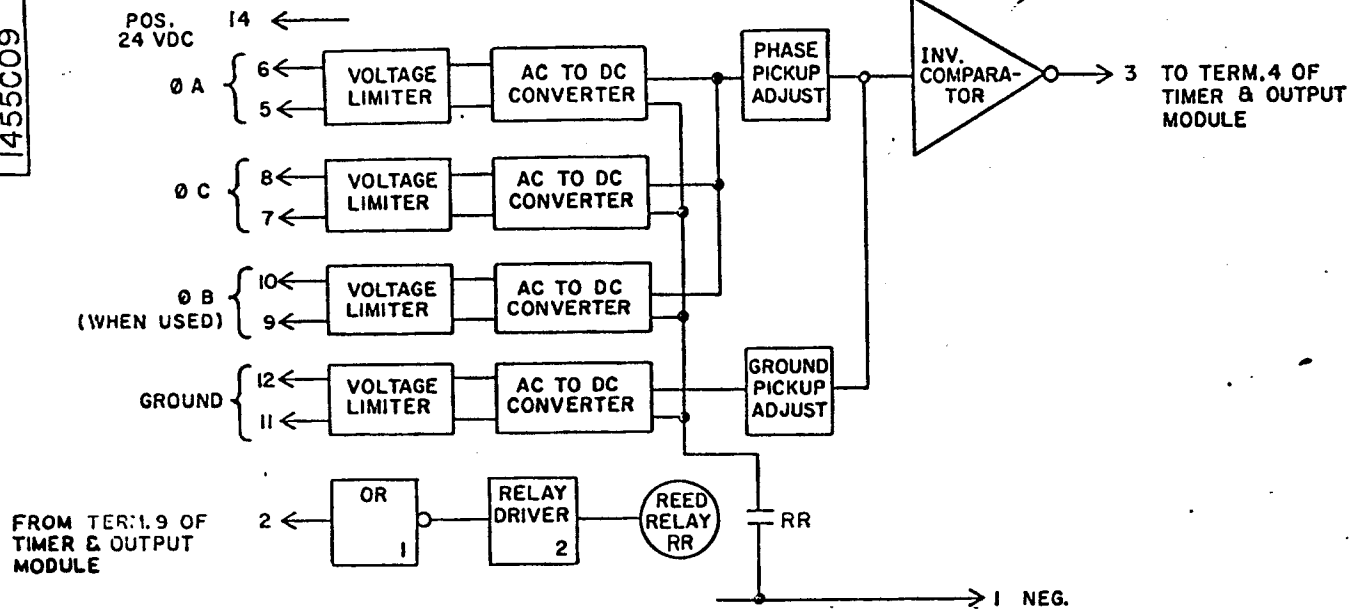 1455C09
POS. 14
24 VDC
Ø A
6
5
VOLTAGE
LIMITER
AC TO DC
CONVERTER
PHASE
PICKUP
ADJUST
INV.
COMPARA-
TOR
3 TO TERM.4 OF
TIMER & OUTPUT
MODULE
Ø C
8
7
VOLTAGE
LIMITER
AC TO DC
CONVERTER
Ø B
(WHEN USED)
10
9
VOLTAGE
LIMITER
AC TO DC
CONVERTER
GROUND
12
11
VOLTAGE
LIMITER
AC TO DC
CONVERTER
GROUND
PICKUP
ADJUST
FROM TERM.9 OF
TIMER & OUTPUT
MODULE
2
OR
1
RELAY
DRIVER
2
REED
RELAY
RR
RR
1 NEG.